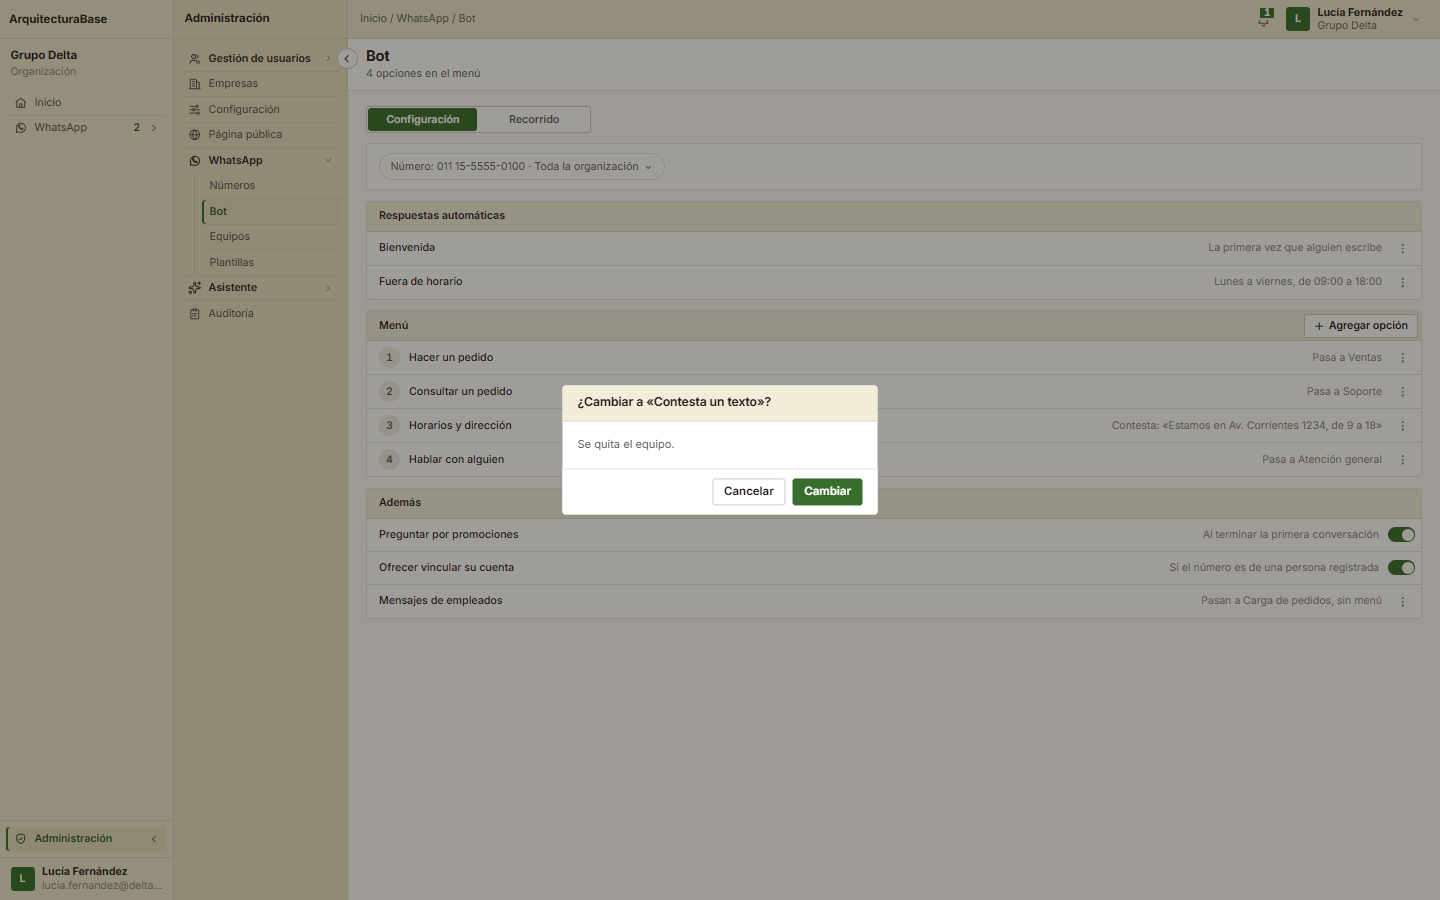 ArquitecturaBase
Grupo Delta
Organización
Inicio
WhatsApp 2
Administración
Lucía Fernández
lucia.fernandez@delta...
Administración
Gestión de usuarios
Empresas
Configuración
Página pública
WhatsApp
Números
Bot
Equipos
Plantillas
Asistente
Auditoría
Inicio / WhatsApp / Bot
1
L
Lucía Fernández
Grupo Delta
Bot
4 opciones en el menú
Configuración Recorrido
Número: 011 15-5555-0100 · Toda la organización
Respuestas automáticas
Bienvenida La primera vez que alguien escribe
Fuera de horario Lunes a viernes, de 09:00 a 18:00
Menú + Agregar opción
1 Hacer un pedido Pasa a Ventas
2 Consultar un pedido Pasa a Soporte
3 Horarios y dirección Contesta: «Estamos en Av. Corrientes 1234, de 9 a 18»
4 Hablar con alguien Pasa a Atención general
¿Cambiar a «Contesta un texto»?
Se quita el equipo.
Cancelar Cambiar
Además
Preguntar por promociones Al terminar la primera conversación
Ofrecer vincular su cuenta Si el número es de una persona registrada
Mensajes de empleados Pasan a Carga de pedidos, sin menú
L